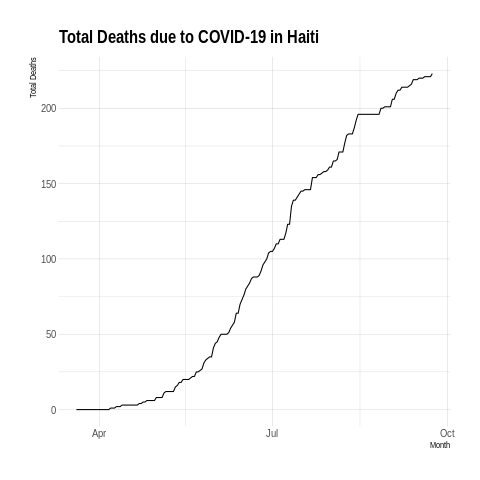 Total Deaths due to COVID-19 in Haiti
Total Deaths
200
150
100
50
0
Apr
Jul
Oct
Month